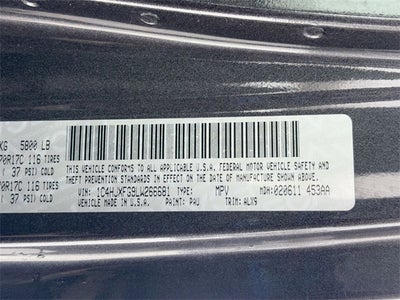 KG 5800 LB
70R17C 116 TIRES
( 37 PSI) COLD
70R17C 116 TIRES
( 37 PSI) COLD
THIS VEHICLE CONFORMS TO ALL APPLICABLE U.S.A. FEDERAL MOTOR VEHICLE SAFETY, BUMPER AND
THEFT PREVENTION STANDARDS IN EFFECT ON THE DATE OF MANUFACTURE SHOWN ABOVE.
VIN: 1C4HJXFG9LW266681 TYPE: MPV MDH: 020611 453AA
VEHICLE MADE IN U.S.A. PAINT: PAU TRIM: ALX9